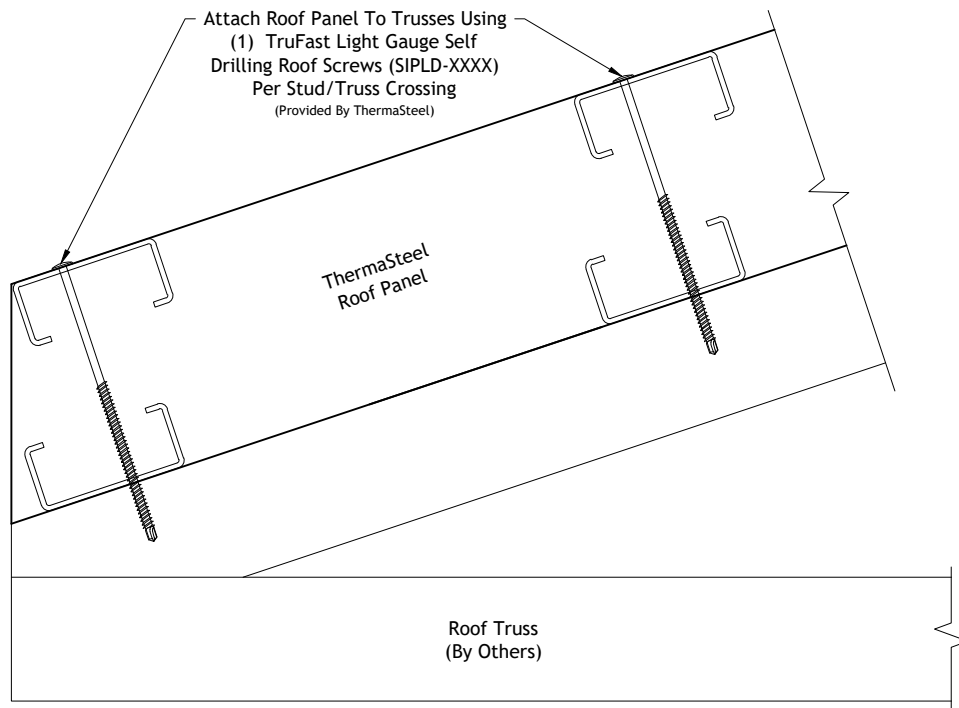 Attach Roof Panel To Trusses Using
(1) TruFast Light Gauge Self
Drilling Roof Screws (SIPLD-XXXX)
Per Stud/Truss Crossing
(Provided By ThermaSteel)
ThermaSteel
Roof Panel
Roof Truss
(By Others)